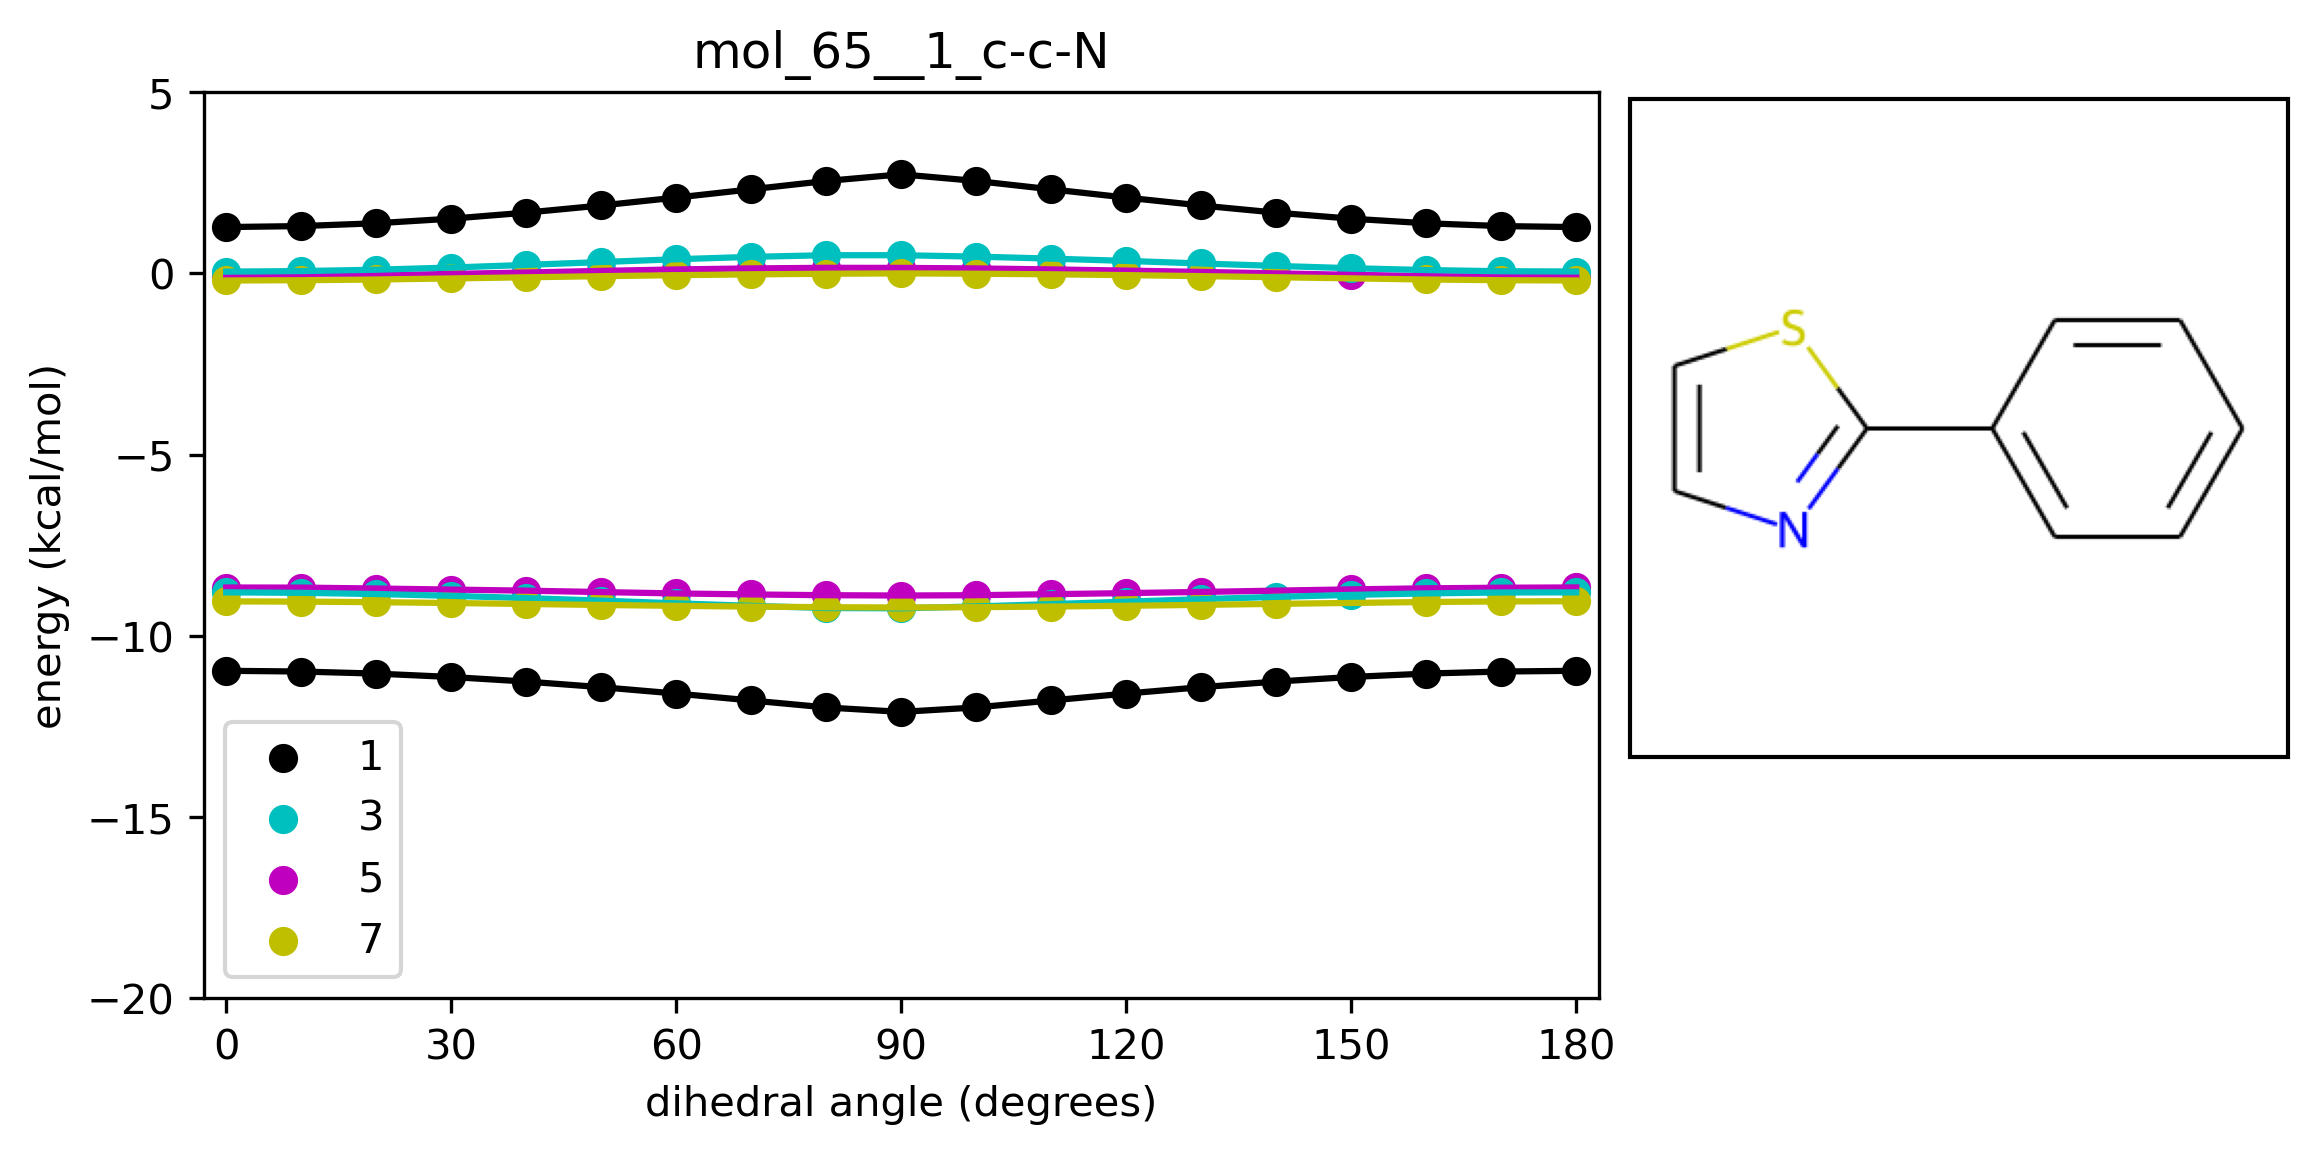 mol_65__1_c-c-N
5
0
−5
−10
−15
−20
energy (kcal/mol)
1
3
5
7
0 30 60 90 120 150 180
dihedral angle (degrees)
S
N